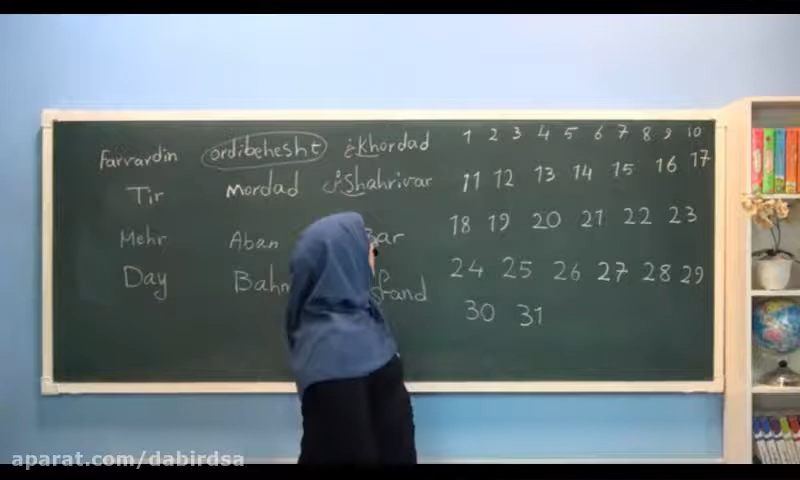 Farvardin ordibehesht خ Khordad 1 2 3 4 5 6 7 8 9 10
Tir Mordad ش Shahrivar 11 12 13 14 15 16 17
Mehr Aban 18 19 20 21 22 23
Day 24 25 26 27 28 29
30 31
aparat.com/dabirdsa